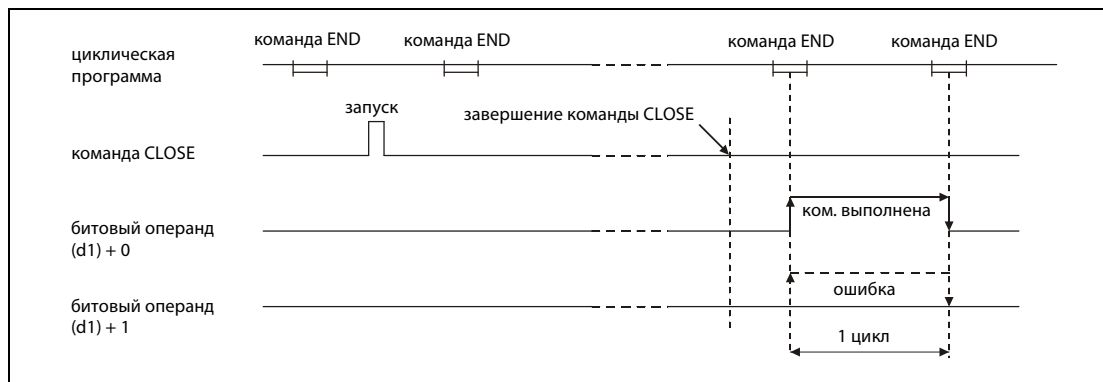 циклическая
программа
команда END
команда END
команда END
команда END
запуск
завершение команды CLOSE
команда CLOSE
битовый операнд
(d1) + 0
ком. выполнена
ошибка
битовый операнд
(d1) + 1
1 цикл